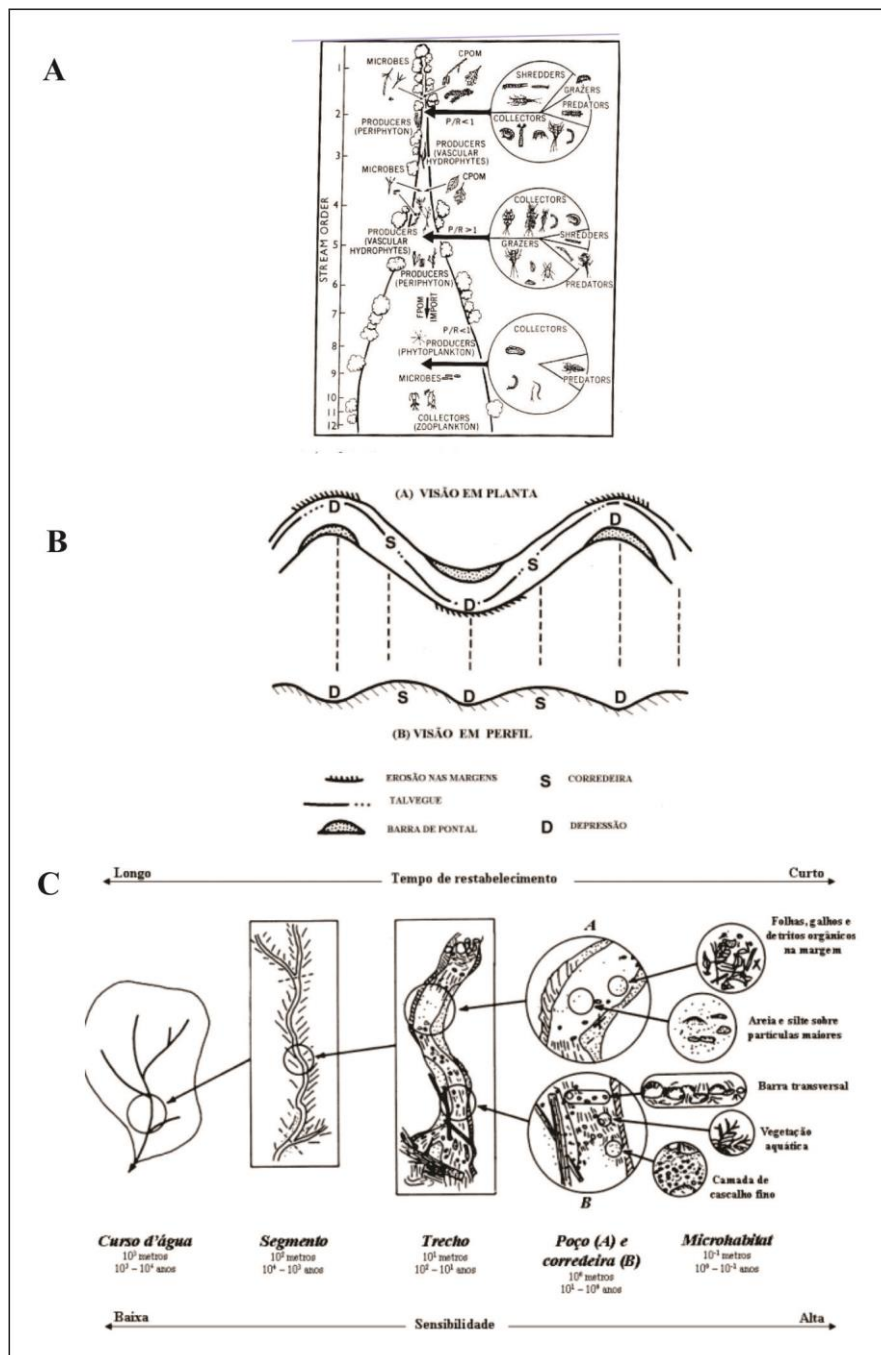 A
MICROBES
CPOM
SHREDDERS
GRAZERS
PREDATORS
COLLECTORS
P/R<1
PRODUCERS
(PERIPHYTON)
PRODUCERS
(VASCULAR
HYDROPHYTES)
MICROBES
CPOM
COLLECTORS
SHREDDERS
GRAZERS
PREDATORS
P/R>1
PRODUCERS
(VASCULAR
HYDROPHYTES)
PRODUCERS
(PERIPHYTON)
FPOM
IMPORT
P/R<1
PRODUCERS
(PHYTOPLANKTON)
COLLECTORS
PREDATORS
MICROBES
COLLECTORS
(ZOOPLANKTON)
STREAM ORDER
1
2
3
4
5
6
7
8
9
10
11
12
B
(A) VISÃO EM PLANTA
D
S
D
S
D
D
S
D
S
D
(B) VISÃO EM PERFIL
EROSÃO NAS MARGENS
S CORREDEIRA
TALVEGUE
BARRA DE PONTAL
D DEPRESSÃO
C
Longo
Tempo de restabelecimento
Curto
A
Folhas, galhos e
detritos orgânicos
na margem
Areia e silte sobre
partículas maiores
Barra transversal
Vegetação
aquática
Camada de
cascalho fino
B
Curso d'água
10³ metros
Segmento
10² metros
10⁴ – 10³ anos
Trecho
10¹ metros
10² – 10¹ anos
Poço (A) e
corredeira (B)
10⁰ metros
10¹ – 10⁰ anos
Microhabitat
10⁻¹ metros
10⁰ – 10⁻¹ anos
Baixa
Sensibilidade
Alta